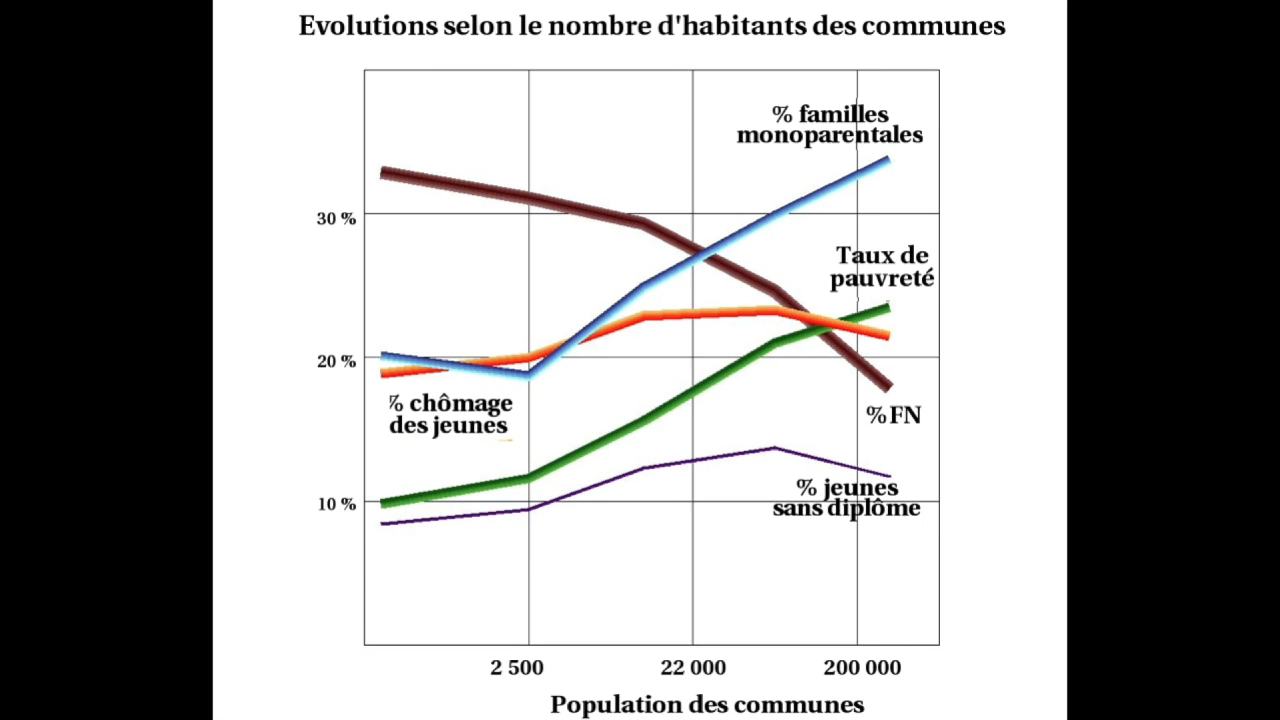 Evolutions selon le nombre d'habitants des communes
% familles
monoparentales
30 %
Taux de
pauvreté
20 %
% chômage
des jeunes
%FN
10 %
% jeunes
sans diplôme
2 500
22 000
200 000
Population des communes